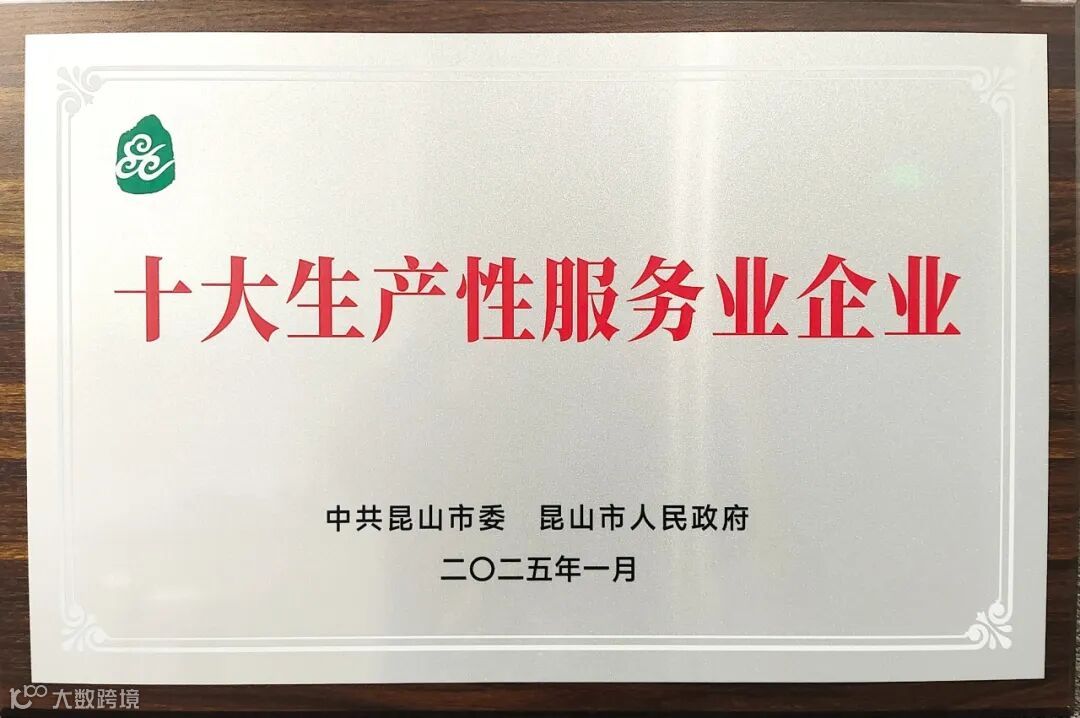 十大生产性服务业企业
中共昆山市委 昆山市人民政府
二〇二五年一月
大数跨境